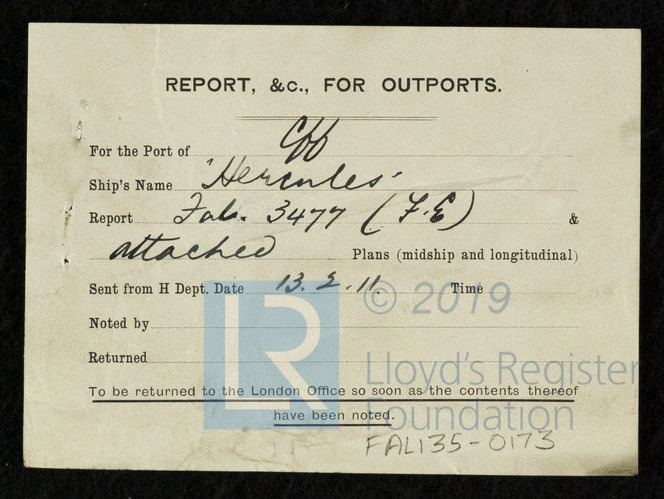 REPORT, &c., FOR OUTPORTS.
For the Port of Cff
Ship's Name 'Hercules'
Report Fal. 3477 (F.E) &
attached Plans (midship and longitudinal)
Sent from H Dept. Date 13. 2. 11. Time
Noted by
Returned
To be returned to the London Office so soon as the contents thereof
have been noted.
LR
© 2019
Lloyd's Register
Foundation
FAL135-0173